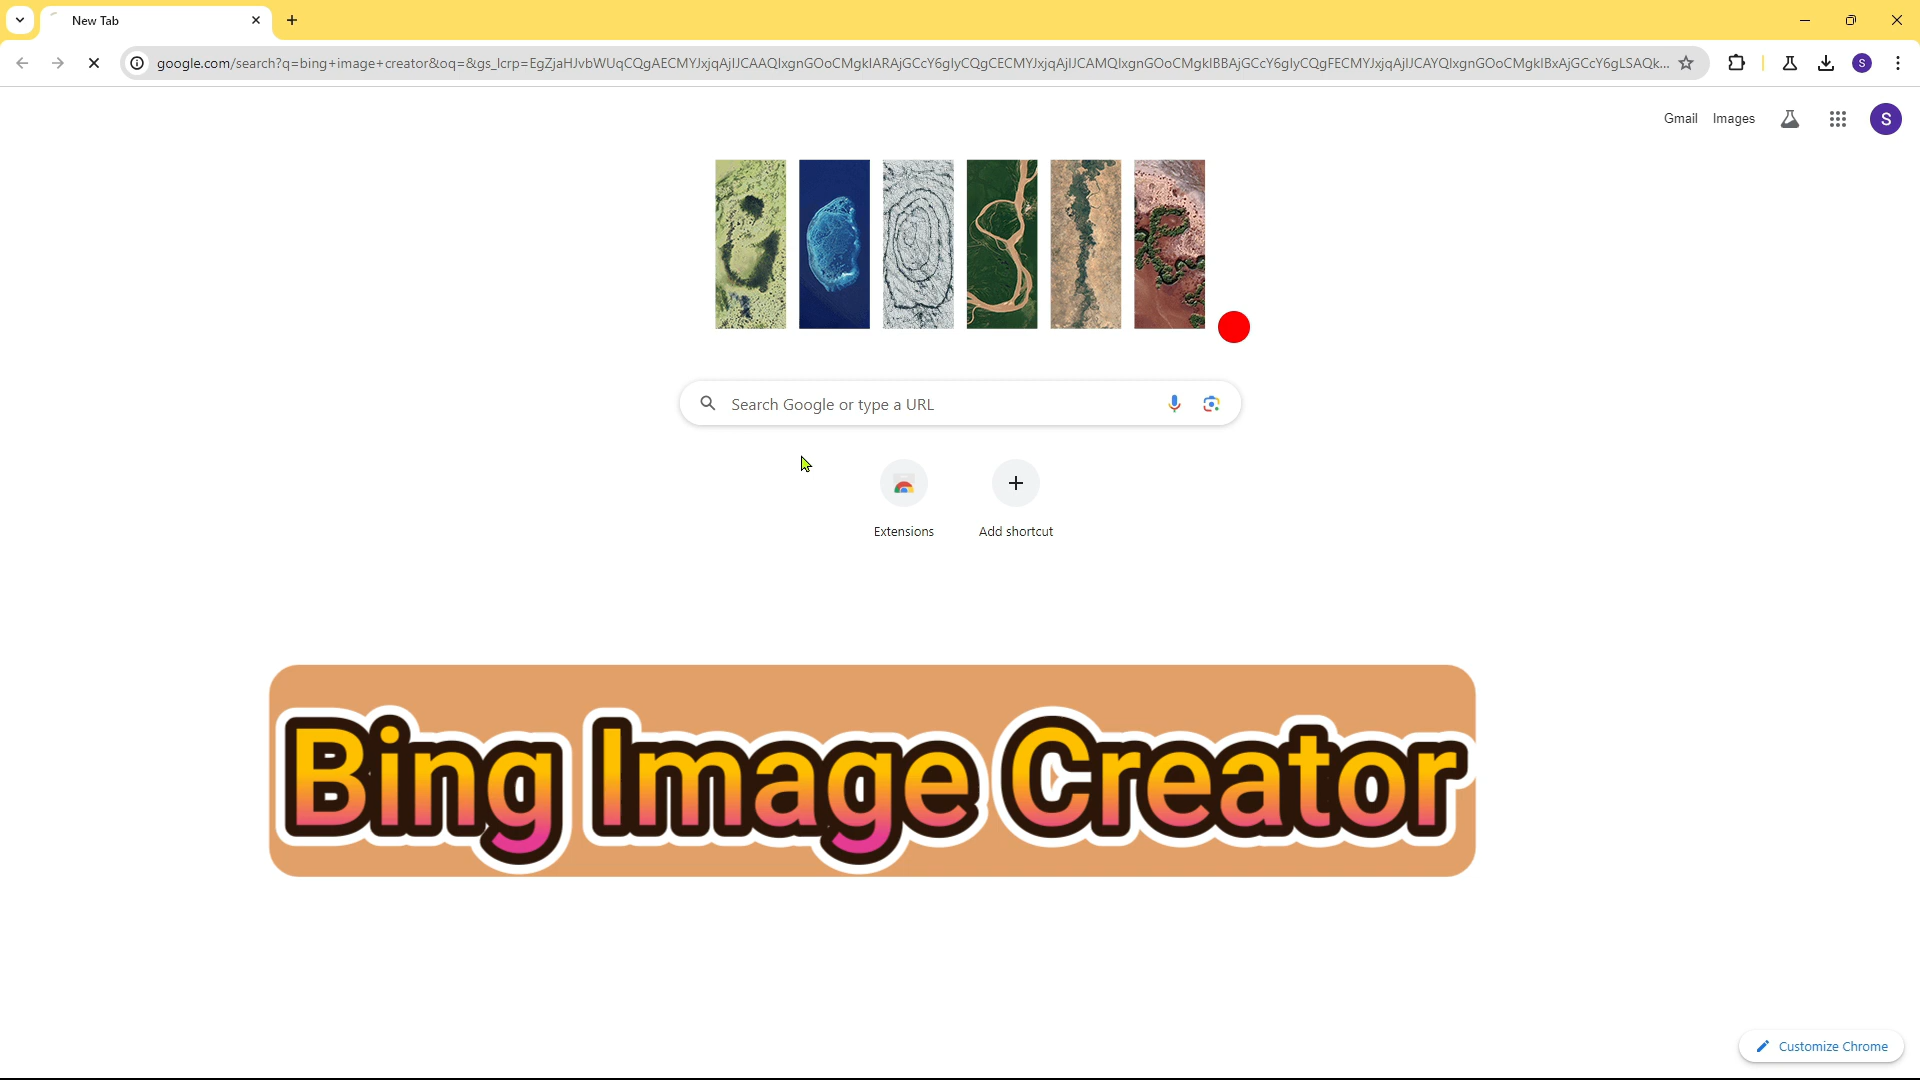 New Tab
google.com/search?q=bing+image+creator&oq=&gs_lcrp=EgZjaHJvbWUqCQgAECMYJxjqAjIJCAAQIxgnGOoCMgkIARAjGCcY6gIyCQgCECMYJxjqAjIJCAMQIxgnGOoCMgkIBBAjGCcY6gIyCQgFECMYJxjqAjIJCAYQIxgnGOoCMgkIBxAjGCcY6gLSAQk...
S
Gmail Images S
Search Google or type a URL
Extensions Add shortcut
Bing Image Creator
Customize Chrome